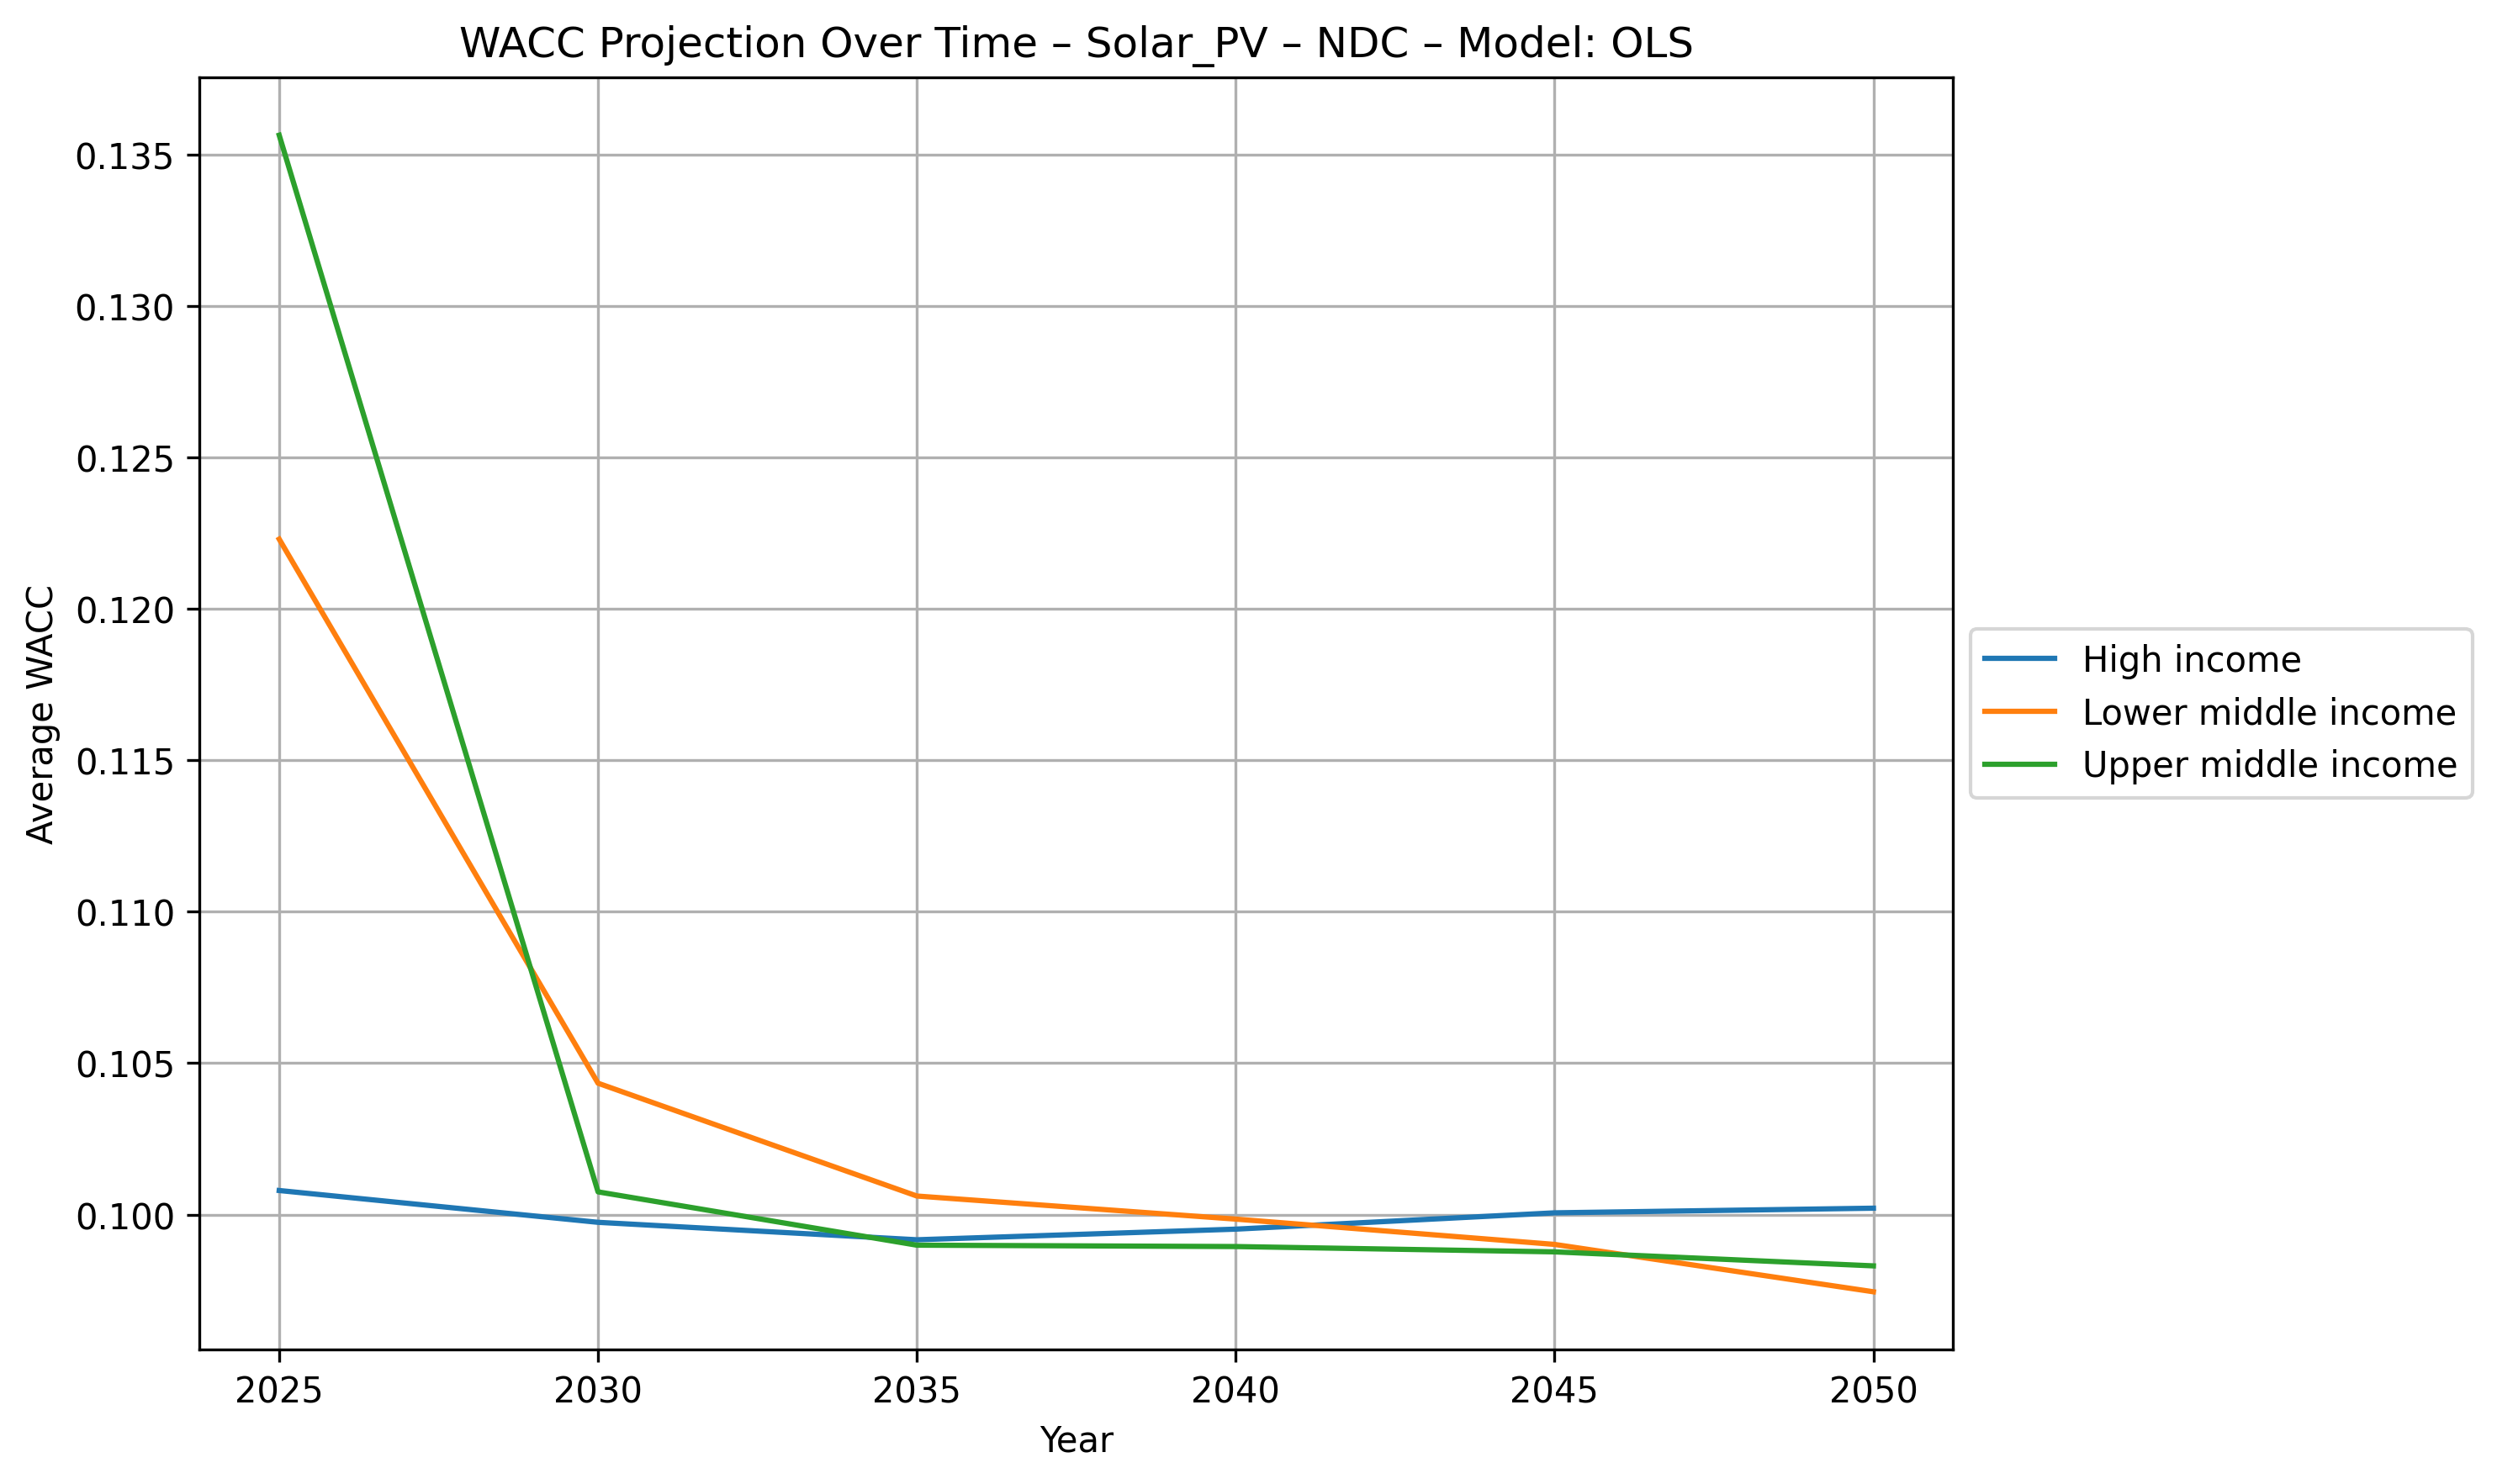 WACC Projection Over Time – Solar_PV – NDC – Model: OLS
Average WACC
0.135
0.130
0.125
0.120
0.115
0.110
0.105
0.100
2025 2030 2035 2040 2045 2050
Year
High income
Lower middle income
Upper middle income